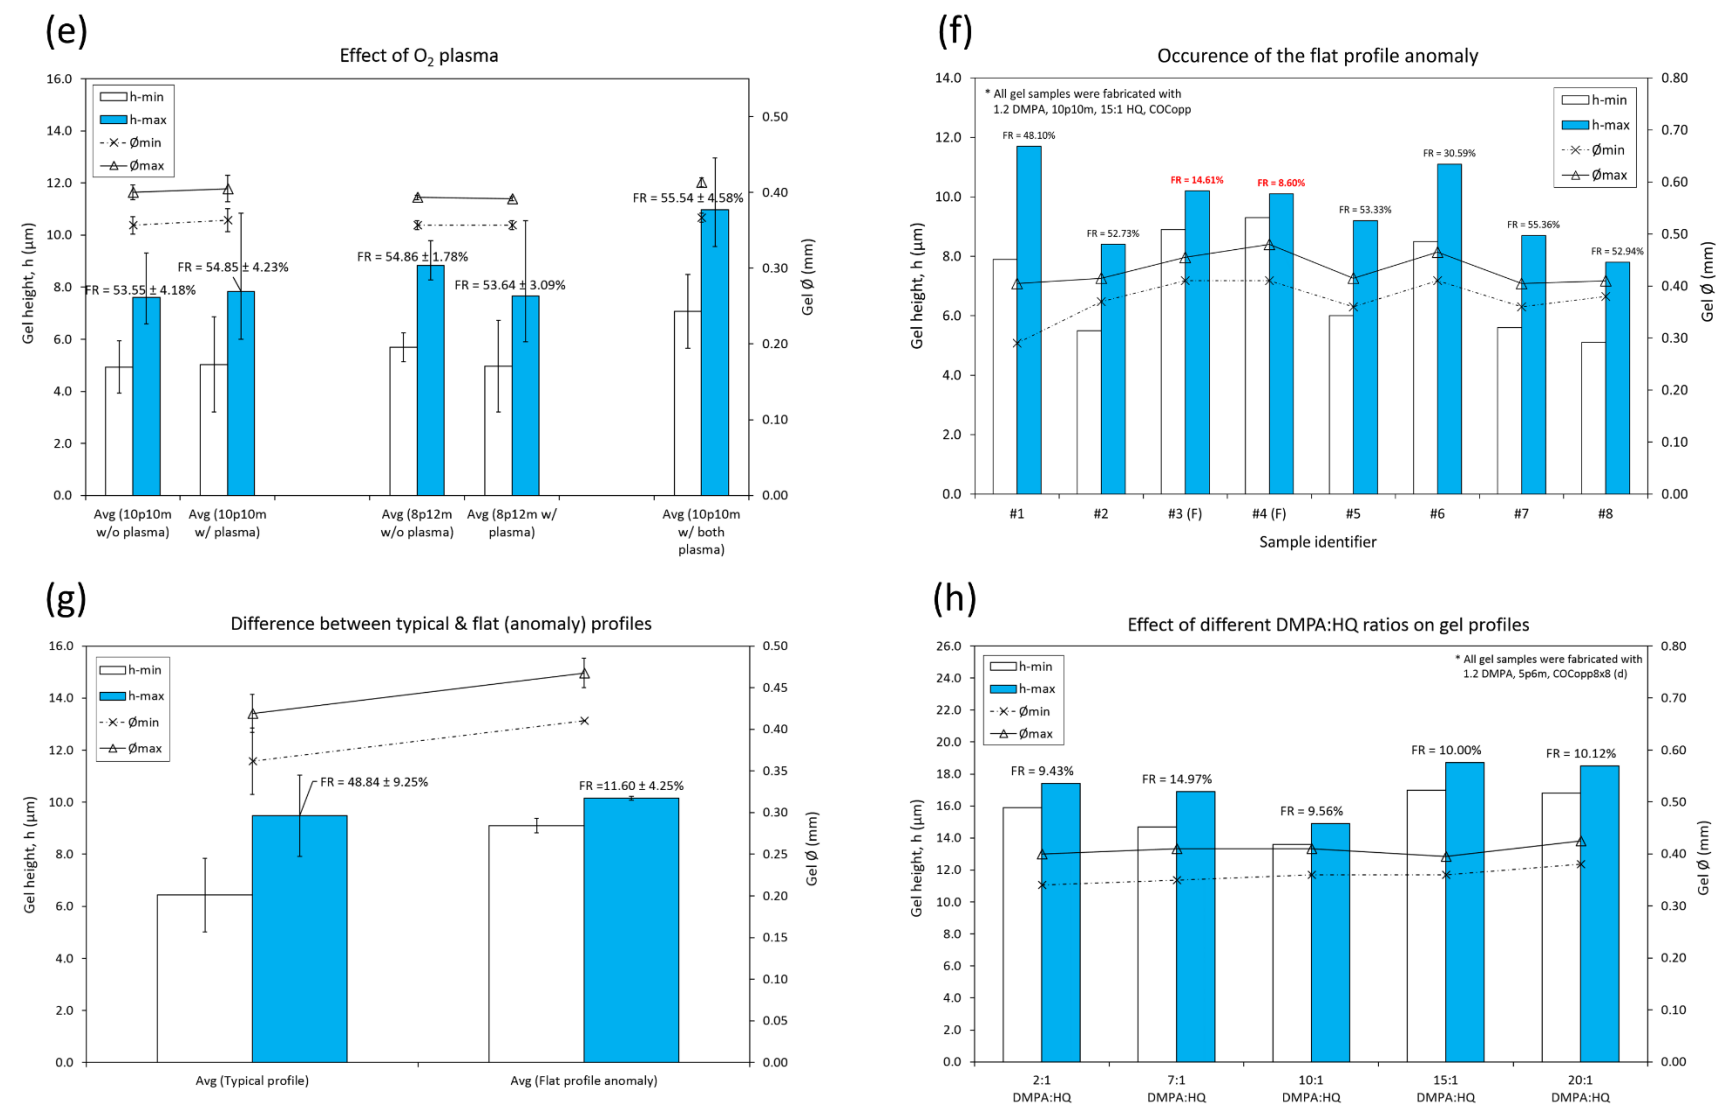 (e)
Effect of O₂ plasma
16.0
14.0
12.0
10.0
8.0
6.0
4.0
2.0
0.0
Gel height, h (μm)
h-min
h-max
Ømin
Ømax
FR = 53.55 ± 4.18%
FR = 54.85 ± 4.23%
FR = 54.86 ± 1.78%
FR = 53.64 ± 3.09%
FR = 55.54 ± 4.58%
0.50
0.40
0.30
0.20
0.10
0.00
Gel Ø (mm)
Avg (10p10m
w/o plasma)
Avg (10p10m
w/ plasma)
Avg (8p12m
w/o plasma)
Avg (8p12m w/
plasma)
Avg (10p10m
w/ both
plasma)
(f)
Occurence of the flat profile anomaly
14.0
12.0
10.0
8.0
6.0
4.0
2.0
0.0
Gel height, h (μm)
* All gel samples were fabricated with
1.2 DMPA, 10p10m, 15:1 HQ, COCopp
h-min
h-max
Ømin
Ømax
FR = 48.10%
FR = 52.73%
FR = 14.61%
FR = 8.60%
FR = 53.33%
FR = 30.59%
FR = 55.36%
FR = 52.94%
0.80
0.70
0.60
0.50
0.40
0.30
0.20
0.10
0.00
Gel Ø (mm)
#1
#2
#3 (F)
#4 (F)
#5
#6
#7
#8
Sample identifier
(g)
Difference between typical & flat (anomaly) profiles
16.0
14.0
12.0
10.0
8.0
6.0
4.0
2.0
0.0
Gel height, h (μm)
h-min
h-max
Ømin
Ømax
FR = 48.84 ± 9.25%
FR =11.60 ± 4.25%
0.50
0.45
0.40
0.35
0.30
0.25
0.20
0.15
0.10
0.05
0.00
Gel Ø (mm)
Avg (Typical profile)
Avg (Flat profile anomaly)
(h)
Effect of different DMPA:HQ ratios on gel profiles
26.0
24.0
22.0
20.0
18.0
16.0
14.0
12.0
10.0
8.0
6.0
4.0
2.0
0.0
Gel height, h (μm)
h-min
h-max
Ømin
Ømax
* All gel samples were fabricated with
1.2 DMPA, 5p6m, COCopp8x8 (d)
FR = 9.43%
FR = 14.97%
FR = 9.56%
FR = 10.00%
FR = 10.12%
0.80
0.70
0.60
0.50
0.40
0.30
0.20
0.10
0.00
Gel Ø (mm)
2:1
DMPA:HQ
7:1
DMPA:HQ
10:1
DMPA:HQ
15:1
DMPA:HQ
20:1
DMPA:HQ